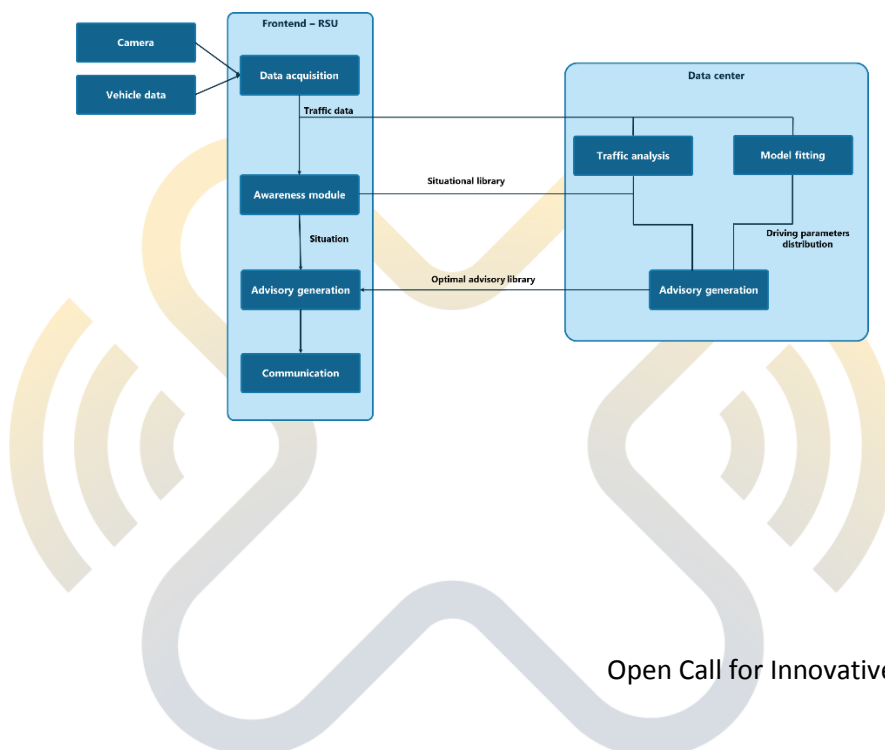 Frontend – RSU
Camera
Data acquisition
Data center
Vehicle data
Traffic data
Traffic analysis
Model fitting
Awareness module
Situational library
Situation
Driving parameters
distribution
Advisory generation
Optimal advisory library
Advisory generation
Communication
Open Call for Innovative